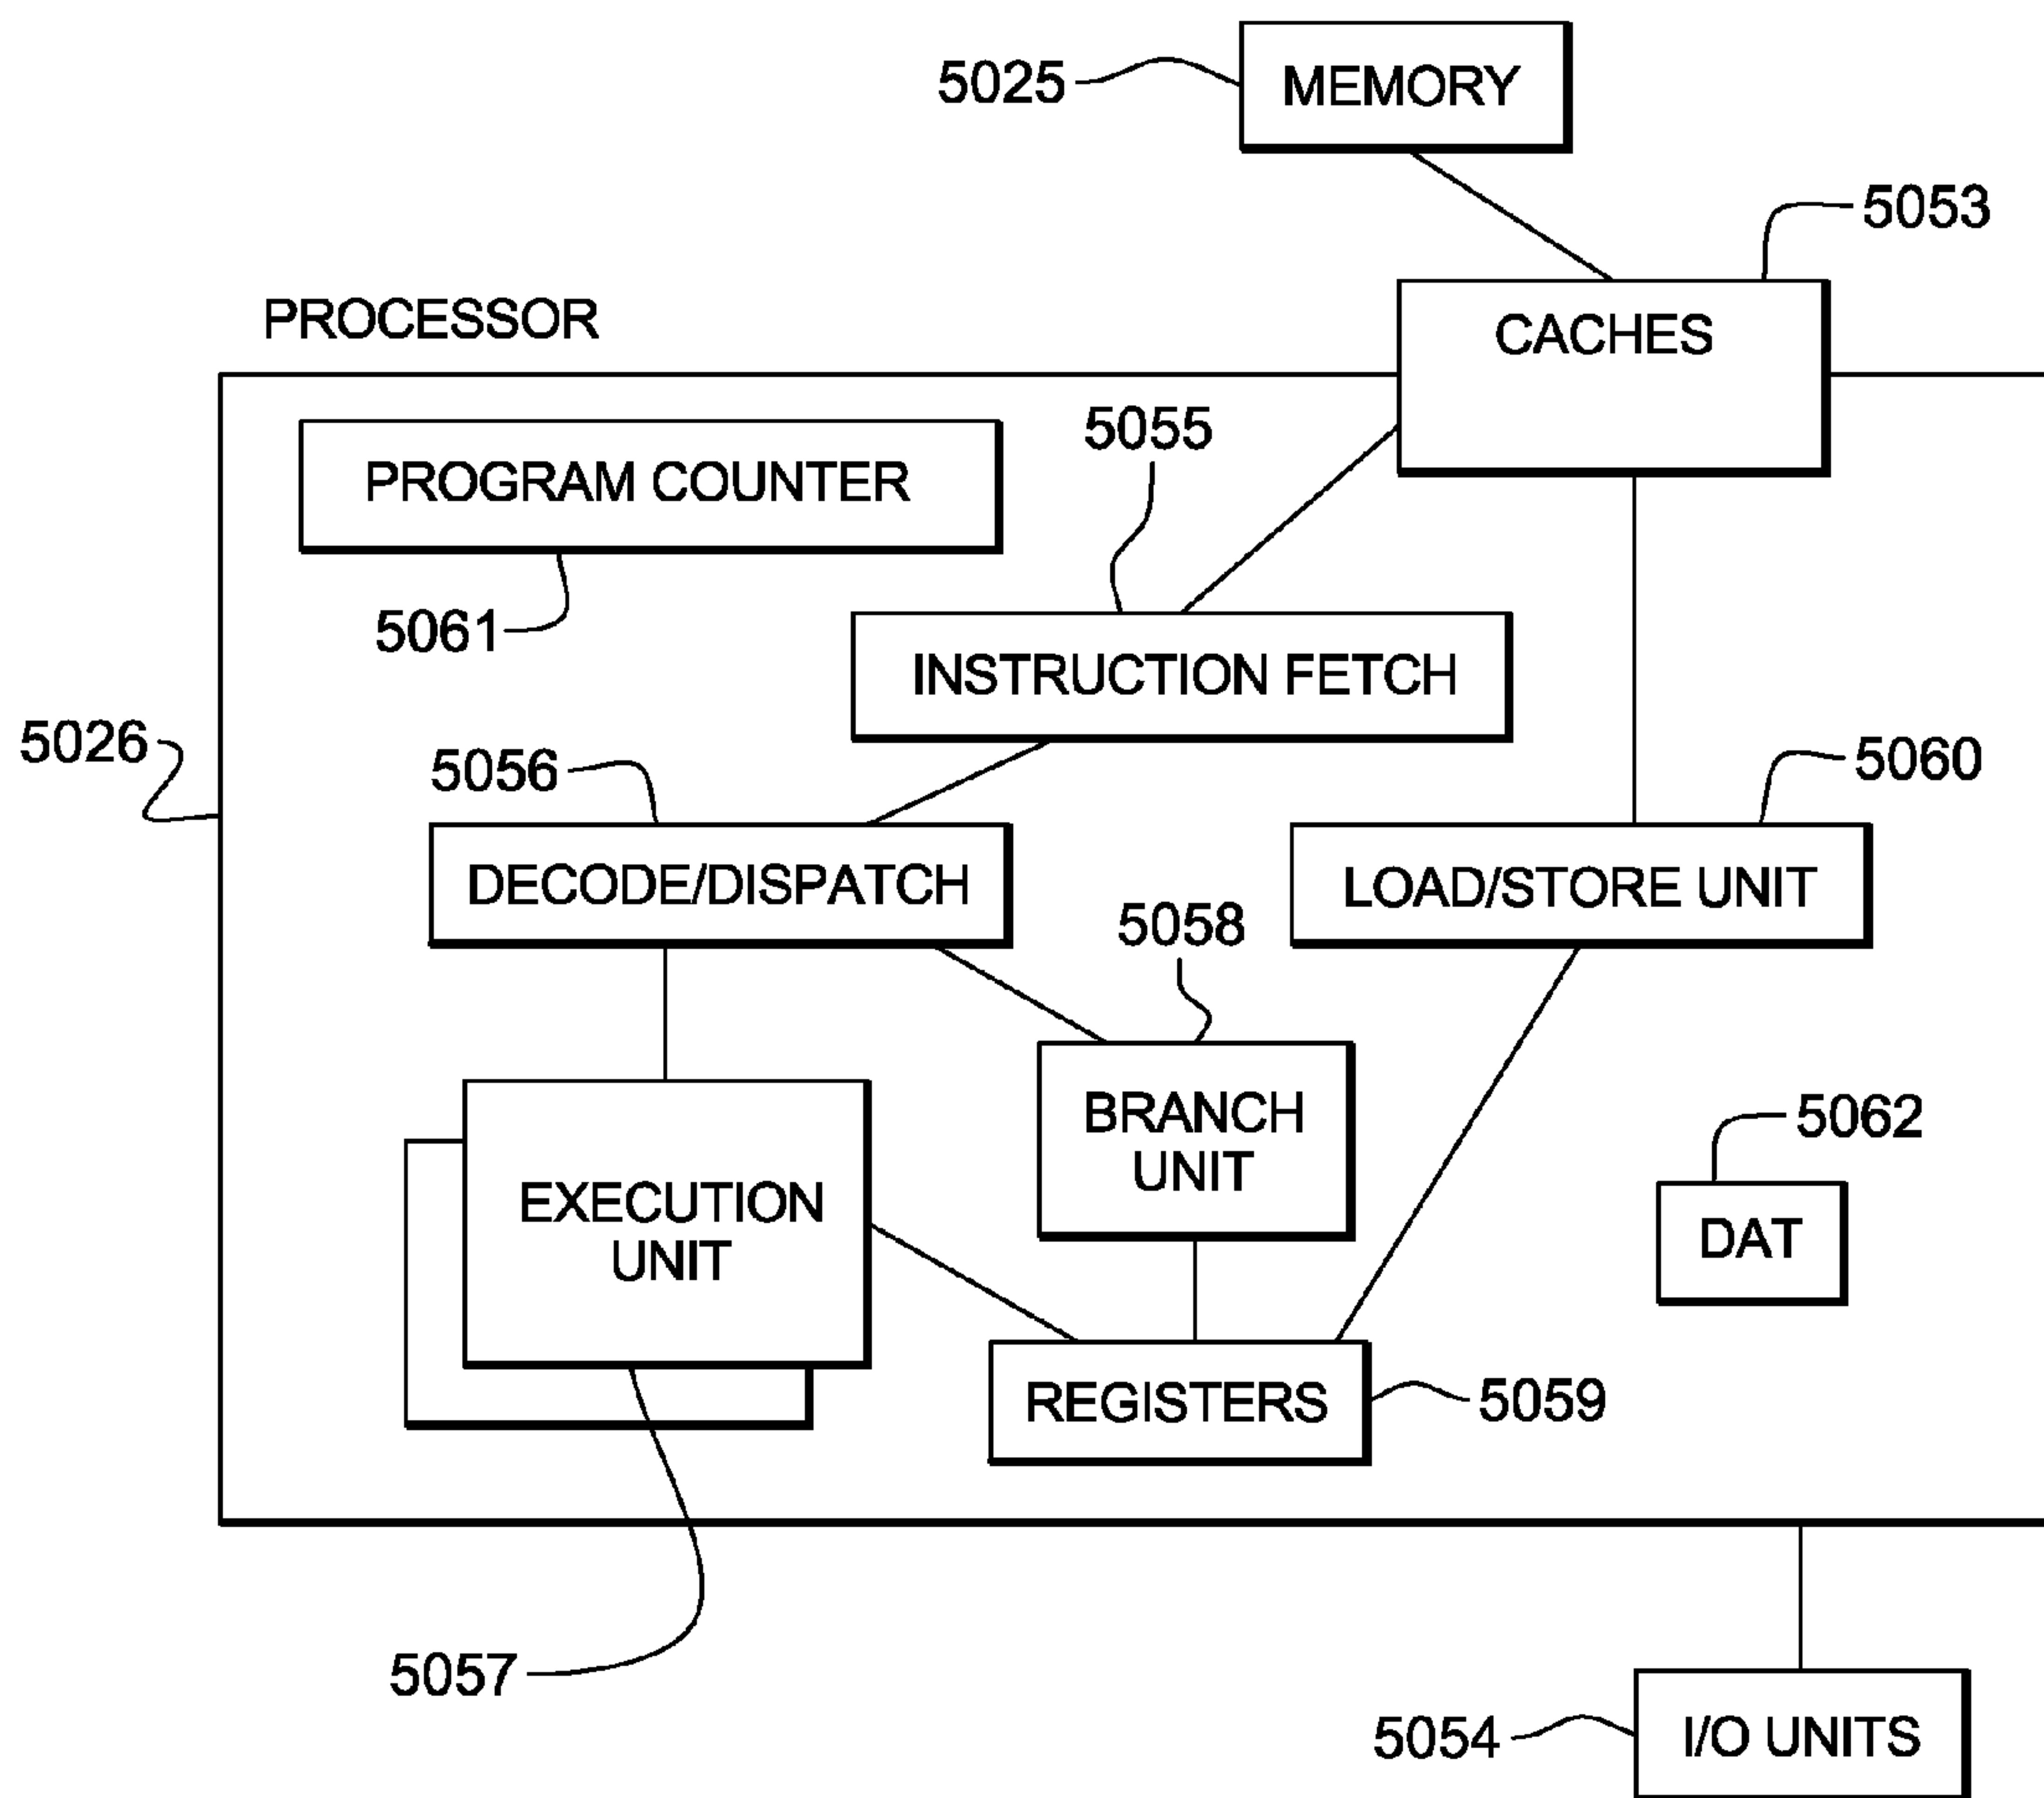 5025
MEMORY
5053
PROCESSOR
CACHES
5055
PROGRAM COUNTER
5061
INSTRUCTION FETCH
5026
5056
5060
DECODE/DISPATCH
LOAD/STORE UNIT
5058
BRANCH
UNIT
5062
EXECUTION
UNIT
DAT
REGISTERS
5059
5057
5054
I/O UNITS